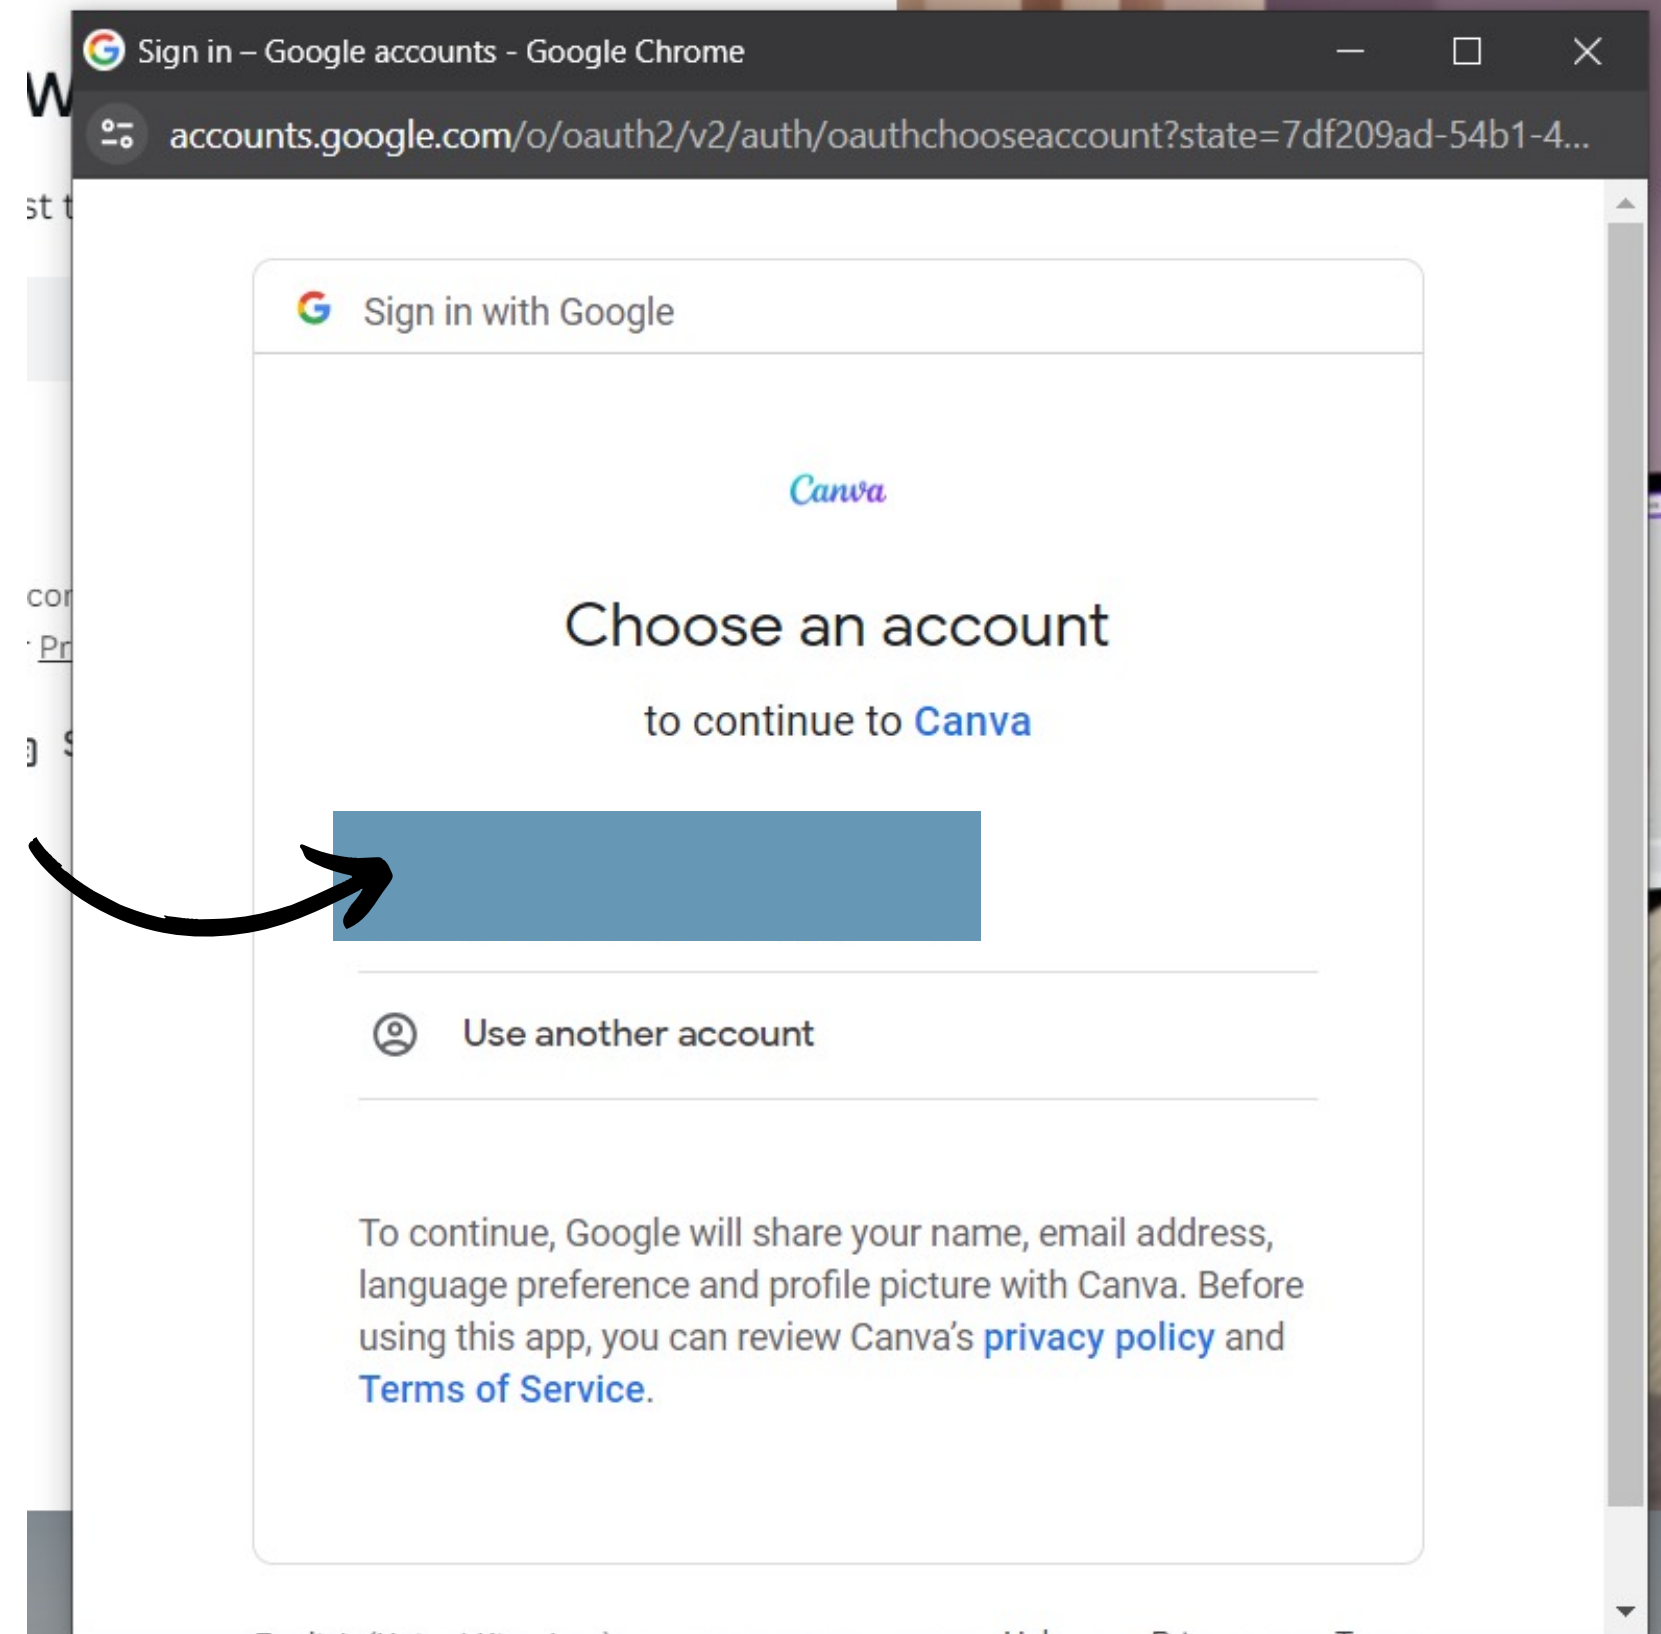 Sign in – Google accounts - Google Chrome
accounts.google.com/o/oauth2/v2/auth/oauthchooseaccount?state=7df209ad-54b1-4...
Sign in with Google
Canva
Choose an account
to continue to Canva
Use another account
To continue, Google will share your name, email address,
language preference and profile picture with Canva. Before
using this app, you can review Canva's privacy policy and
Terms of Service.